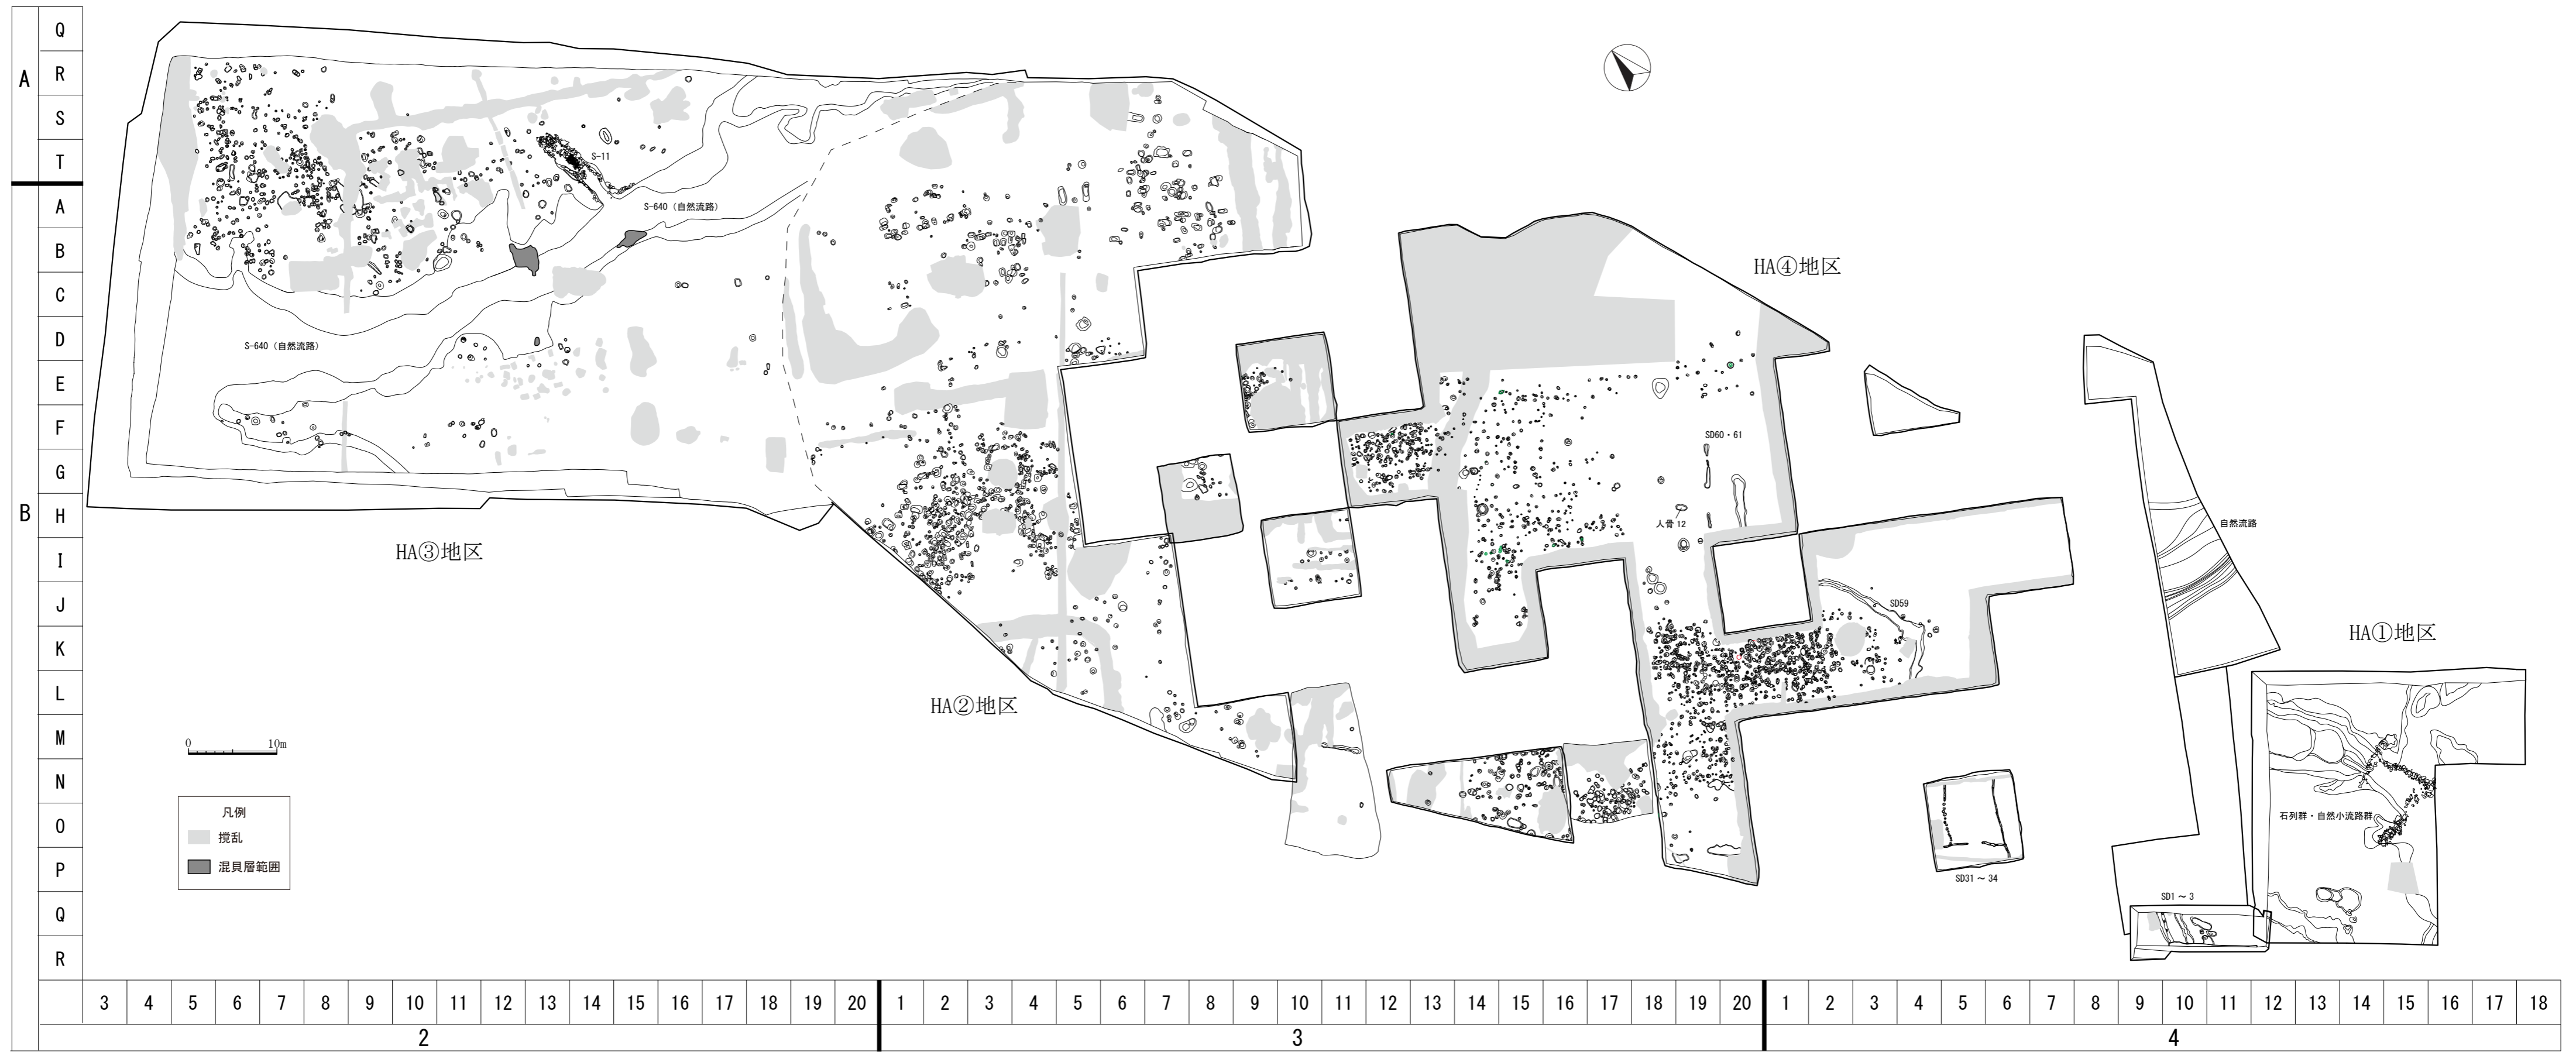 A
Q
R
S
T
B
A
B
C
D
E
F
G
H
I
J
K
L
M
N
O
P
Q
R
S-11
S-640（自然流路）
S-640（自然流路）
HA③地区
HA②地区
HA④地区
SD60・61
人骨12
SD59
自然流路
HA①地区
石列群・自然小流路群
SD31～34
SD1～3
0 10m
凡例
撹乱
混貝層範囲
3 4 5 6 7 8 9 10 11 12 13 14 15 16 17 18 19 20 1 2 3 4 5 6 7 8 9 10 11 12 13 14 15 16 17 18 19 20 1 2 3 4 5 6 7 8 9 10 11 12 13 14 15 16 17 18
2 3 4